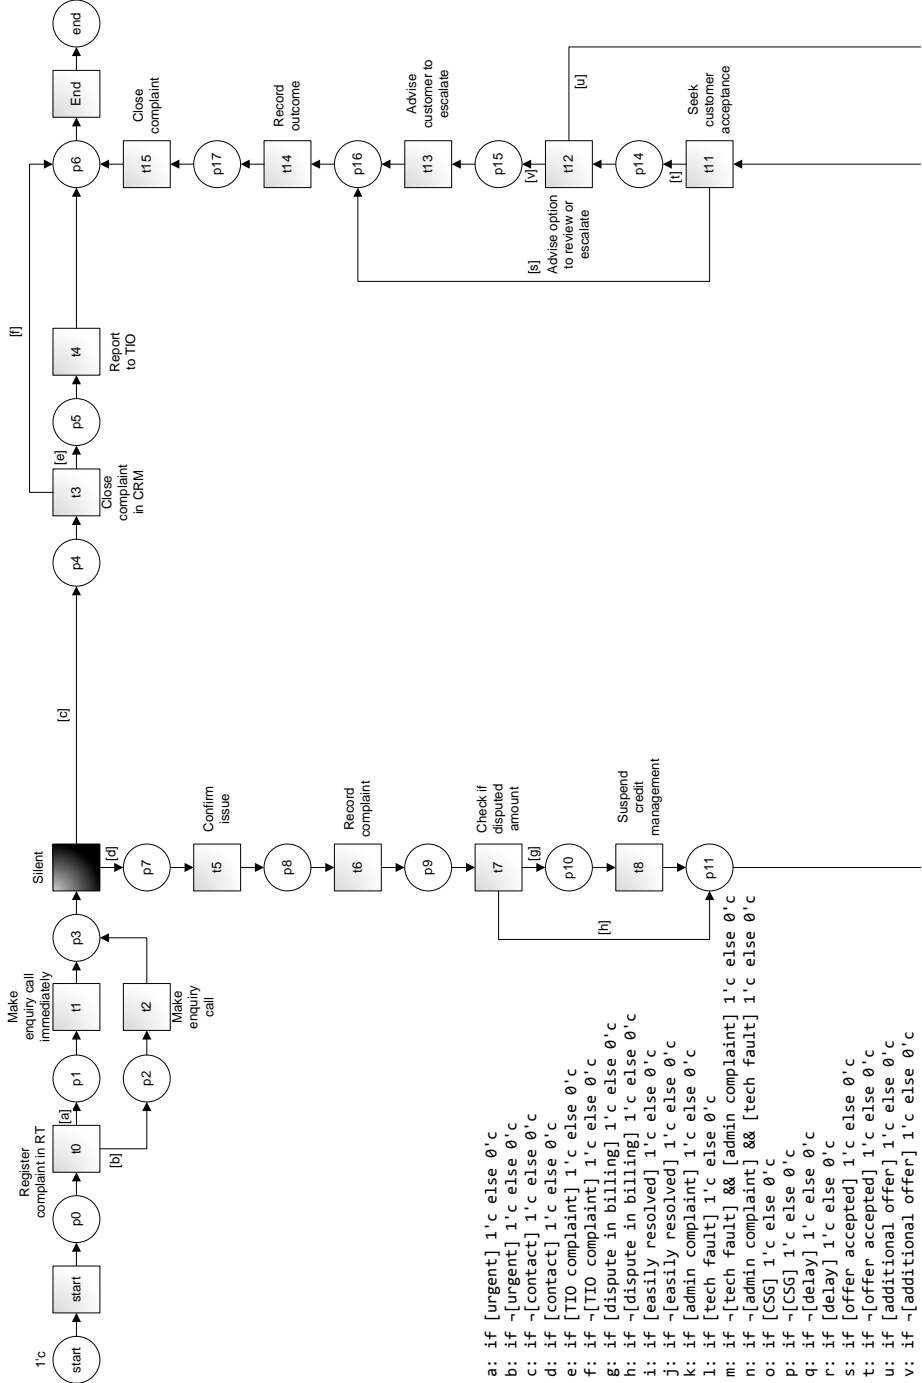 1'c
start
start
p0
Register
complaint in RT
t0
[a]
[b]
p1
Make
enquiry call
immediately
t1
p2
t2
Make
enquiry
call
p3
Silent
[c]
[d]
p4
t3
Close
complaint
in CRM
[e]
[f]
p5
t4
Report
to TIO
p6
End
end
p7
Confirm
issue
t5
p8
Record
complaint
t6
p9
Check if
disputed
amount
t7
[g]
[h]
p10
Suspend
credit
management
t8
p11
Close
complaint
t15
p17
Record
outcome
t14
p16
Advise
customer to
escalate
t13
p15
[v]
[u]
t12
Advise option
to review or
escalate
[s]
p14
[t]
Seek
customer
acceptance
t11
a: if [urgent] 1'c else 0'c
b: if ¬[urgent] 1'c else 0'c
c: if ¬[contact] 1'c else 0'c
d: if [contact] 1'c else 0'c
e: if [TIO complaint] 1'c else 0'c
f: if ¬[TIO complaint] 1'c else 0'c
g: if [dispute in billing] 1'c else 0'c
h: if ¬[dispute in billing] 1'c else 0'c
i: if [easily resolved] 1'c else 0'c
j: if ¬[easily resolved] 1'c else 0'c
k: if [admin complaint] 1'c else 0'c
l: if [tech fault] 1'c else 0'c
m: if ¬[tech fault] && [admin complaint] 1'c else 0'c
n: if ¬[admin complaint] && [tech fault] 1'c else 0'c
o: if [CSG] 1'c else 0'c
p: if ¬[CSG] 1'c else 0'c
q: if ¬[delay] 1'c else 0'c
r: if [delay] 1'c else 0'c
s: if [offer accepted] 1'c else 0'c
t: if ¬[offer accepted] 1'c else 0'c
u: if [additional offer] 1'c else 0'c
v: if ¬[additional offer] 1'c else 0'c